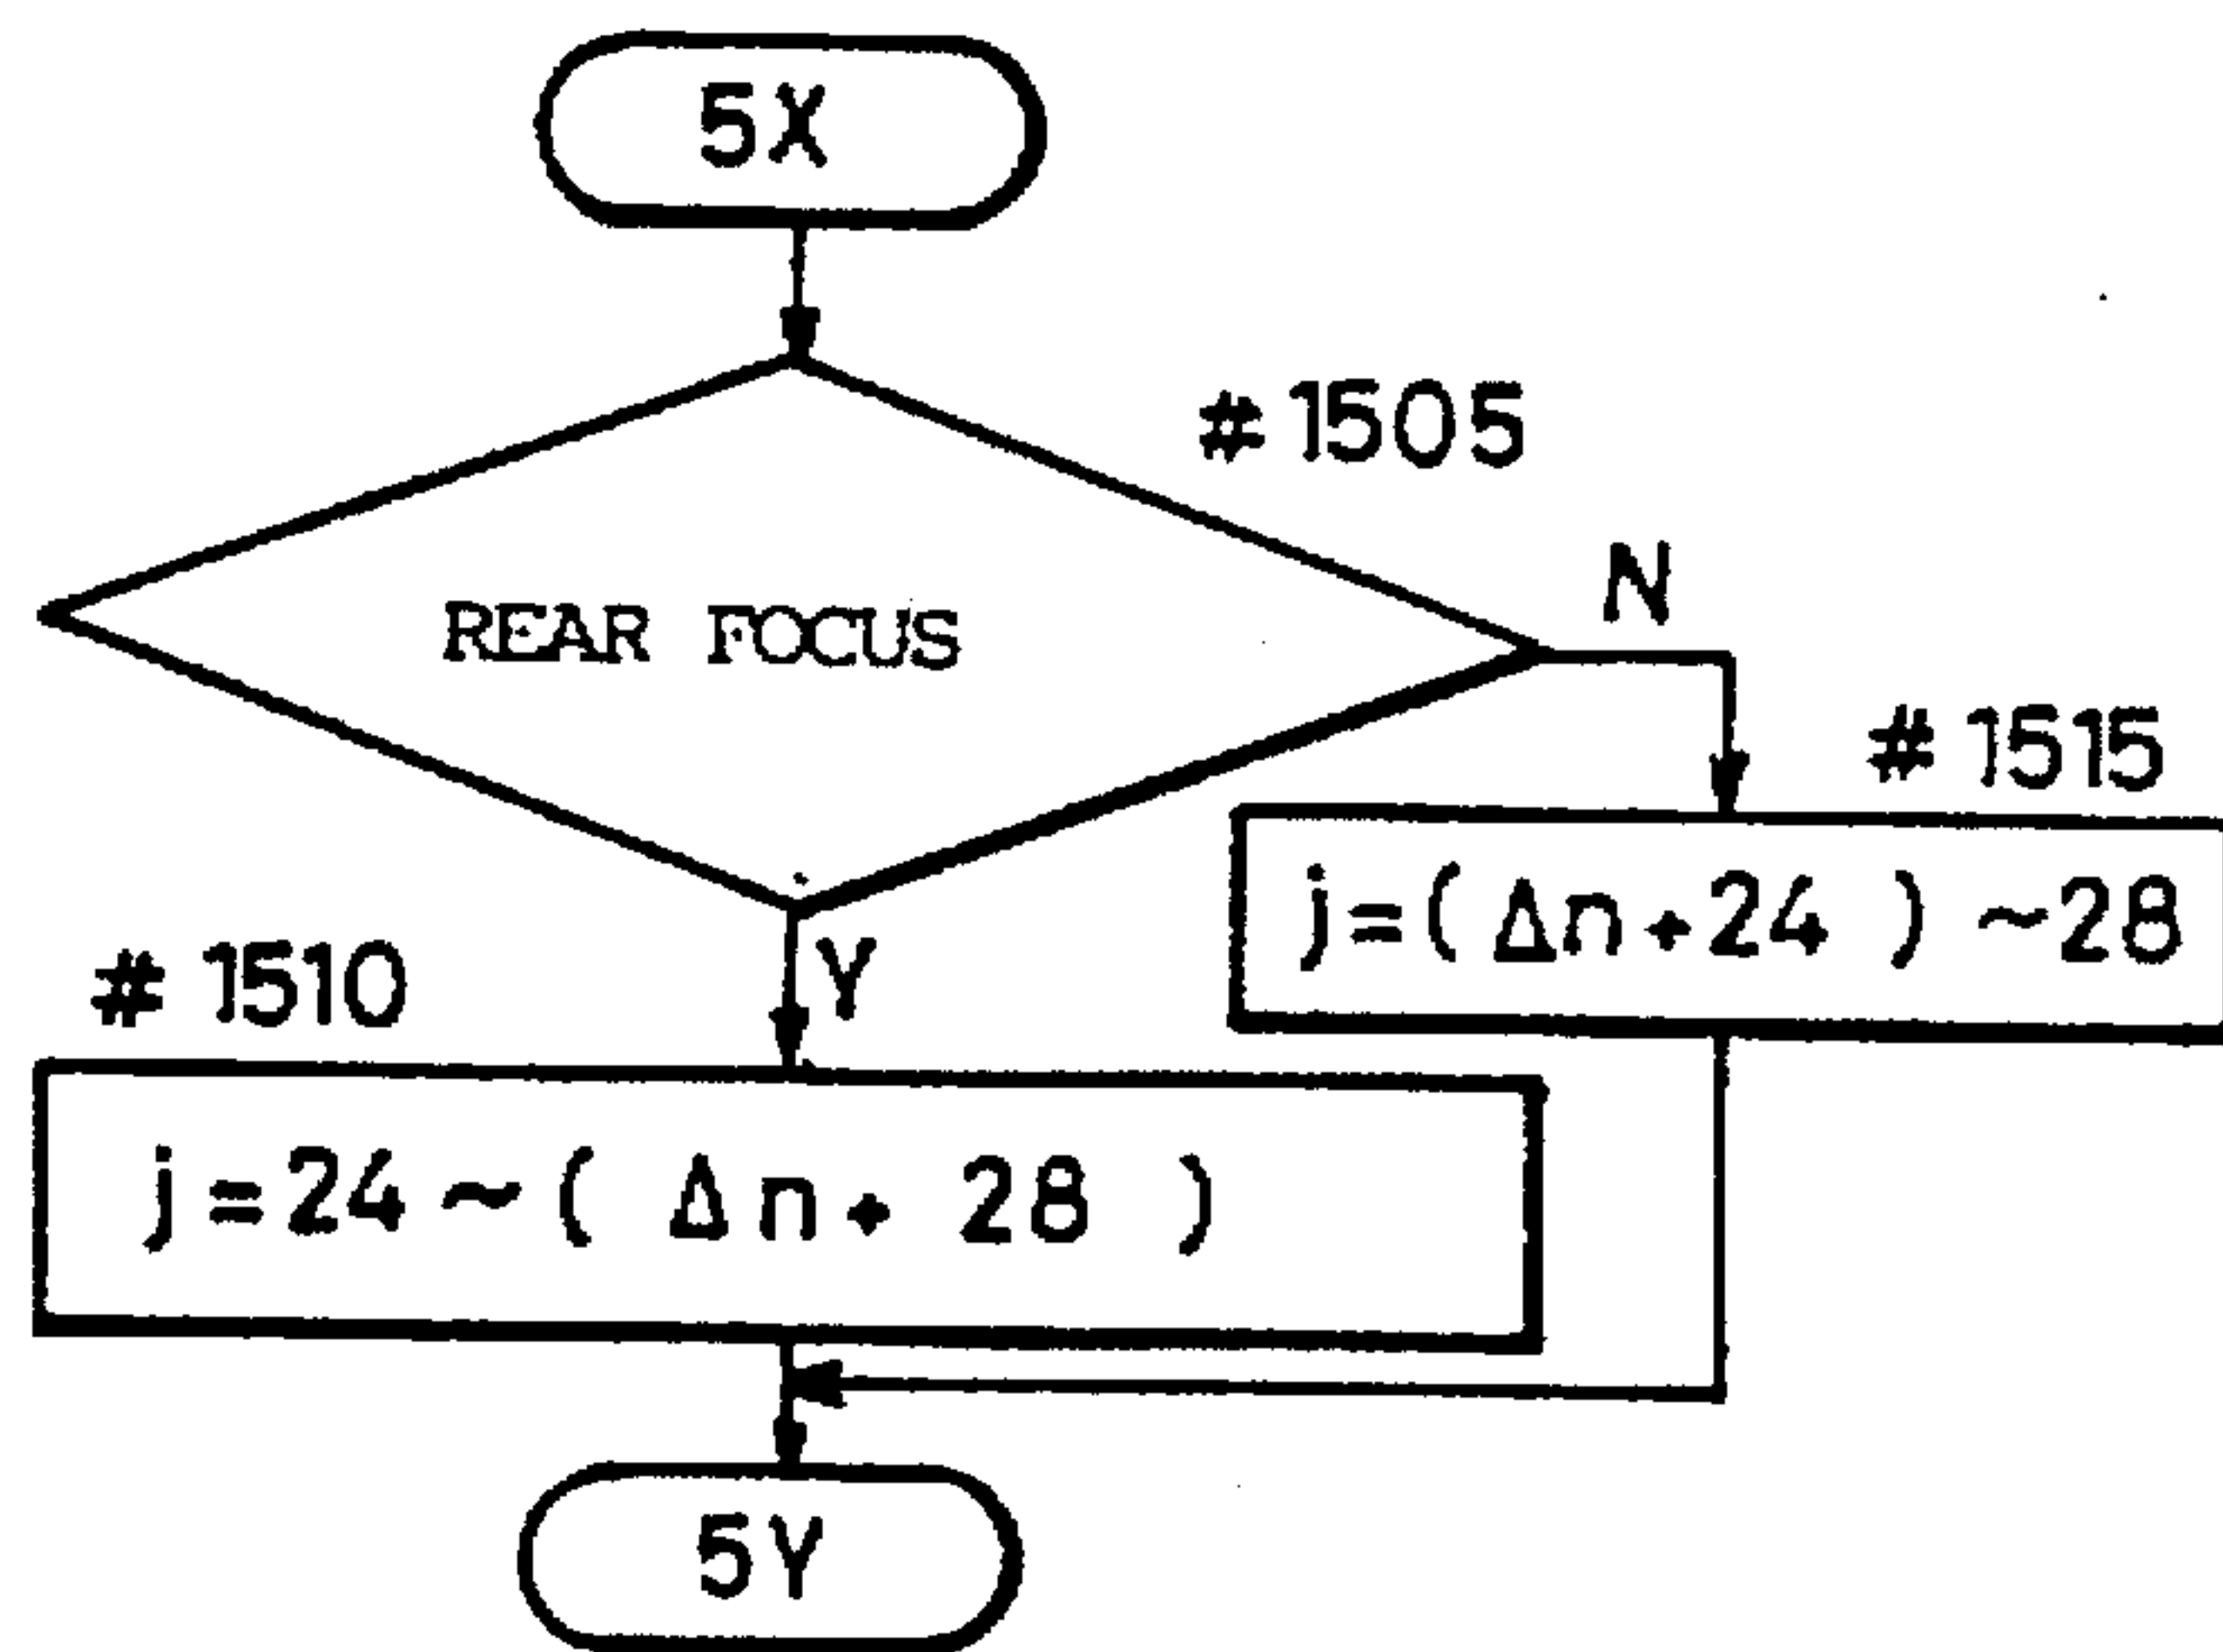 5X
#1505
REAR FOCUS
N
#1515
j=(Δn+24) ~28
Y
#1510
j=24~(Δn+28)
5Y